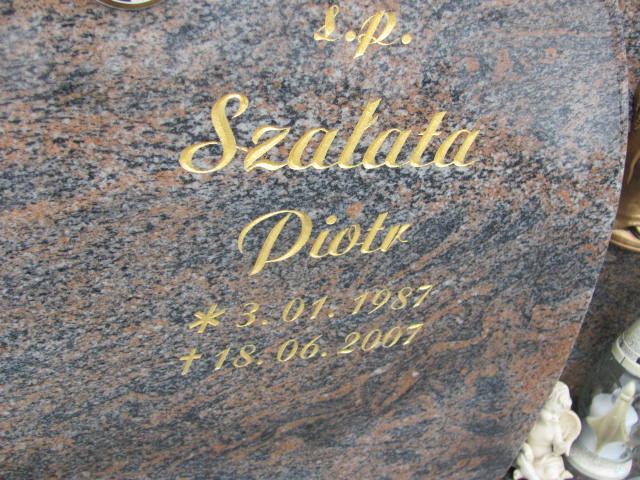 Ś.P.
Szałata
Piotr
* 3. 01. 1987
† 18. 06. 2007